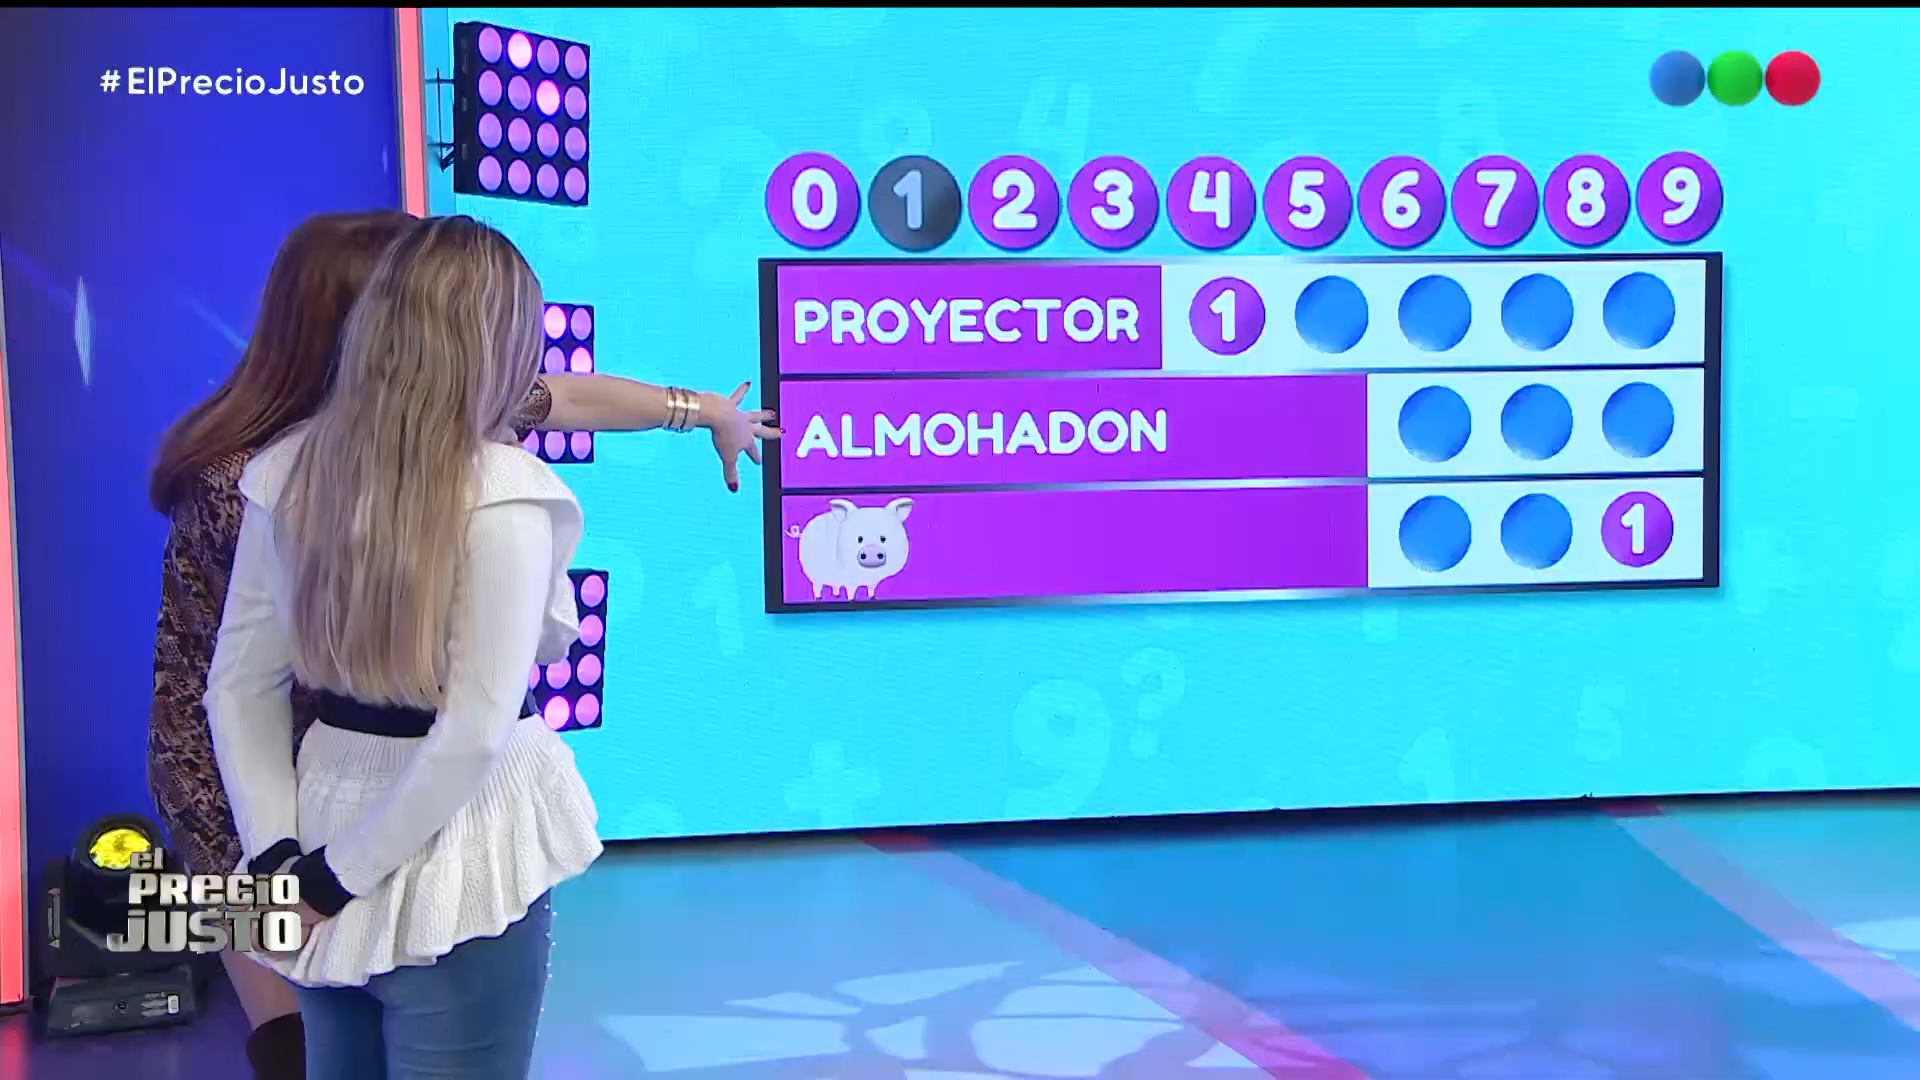 #ElPrecioJusto
0 1 2 3 4 5 6 7 8 9
PROYECTOR 1
ALMOHADON
1
el
PRECIO
JUSTO